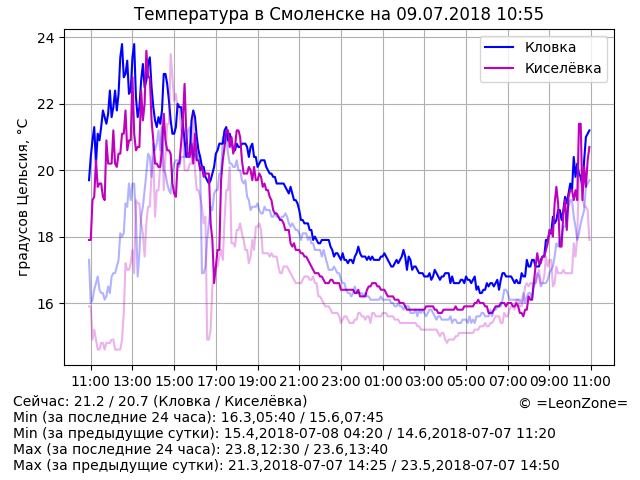 Температура в Смоленске на 09.07.2018 10:55
градусов Цельсия, °C
24
22
20
18
16
Кловка
Киселёвка
11:00 13:00 15:00 17:00 19:00 21:00 23:00 01:00 03:00 05:00 07:00 09:00 11:00
Сейчас: 21.2 / 20.7 (Кловка / Киселёвка)
© =LeonZone=
Min (за последние 24 часа): 16.3,05:40 / 15.6,07:45
Min (за предыдущие сутки): 15.4,2018-07-08 04:20 / 14.6,2018-07-07 11:20
Max (за последние 24 часа): 23.8,12:30 / 23.6,13:40
Max (за предыдущие сутки): 21.3,2018-07-07 14:25 / 23.5,2018-07-07 14:50